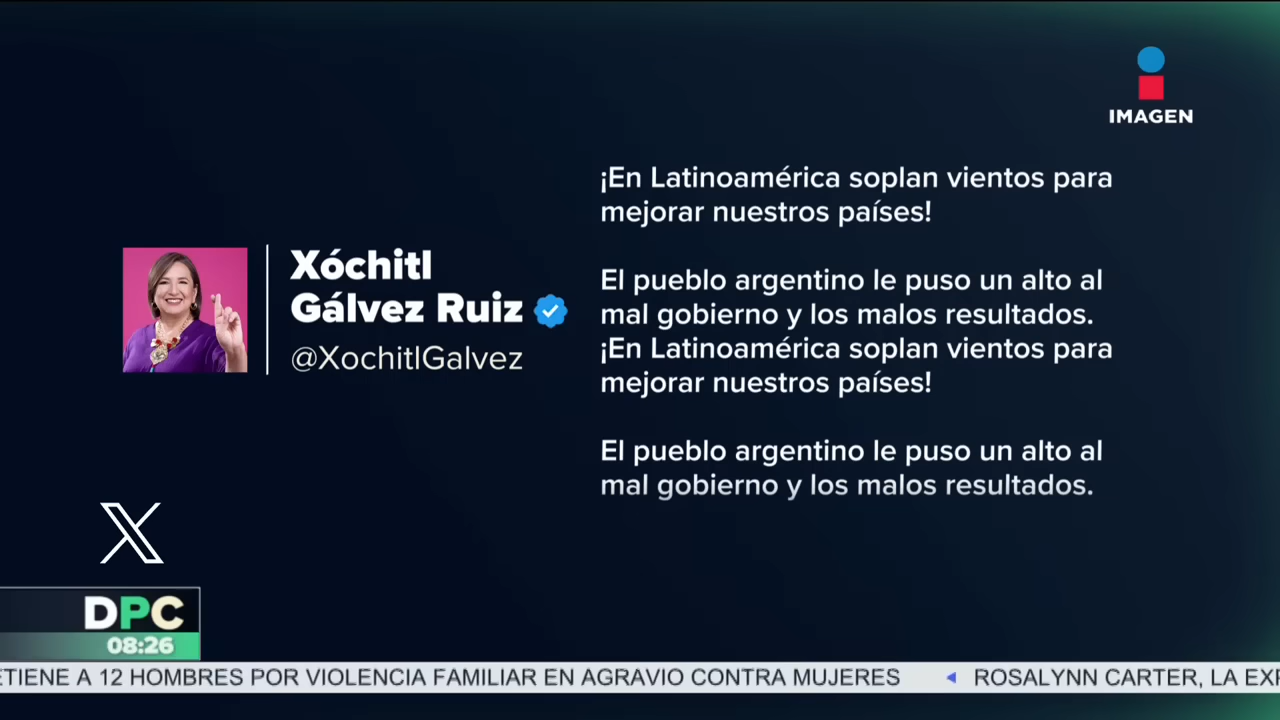 IMAGEN
¡En Latinoamérica soplan vientos para
mejorar nuestros países!
El pueblo argentino le puso un alto al
mal gobierno y los malos resultados.
¡En Latinoamérica soplan vientos para
mejorar nuestros países!
El pueblo argentino le puso un alto al
mal gobierno y los malos resultados.
Xóchitl
Gálvez Ruiz
@XochitlGalvez
X
DPC
08:26
ETIENE A 12 HOMBRES POR VIOLENCIA FAMILIAR EN AGRAVIO CONTRA MUJERES
ROSALYNN CARTER, LA EX